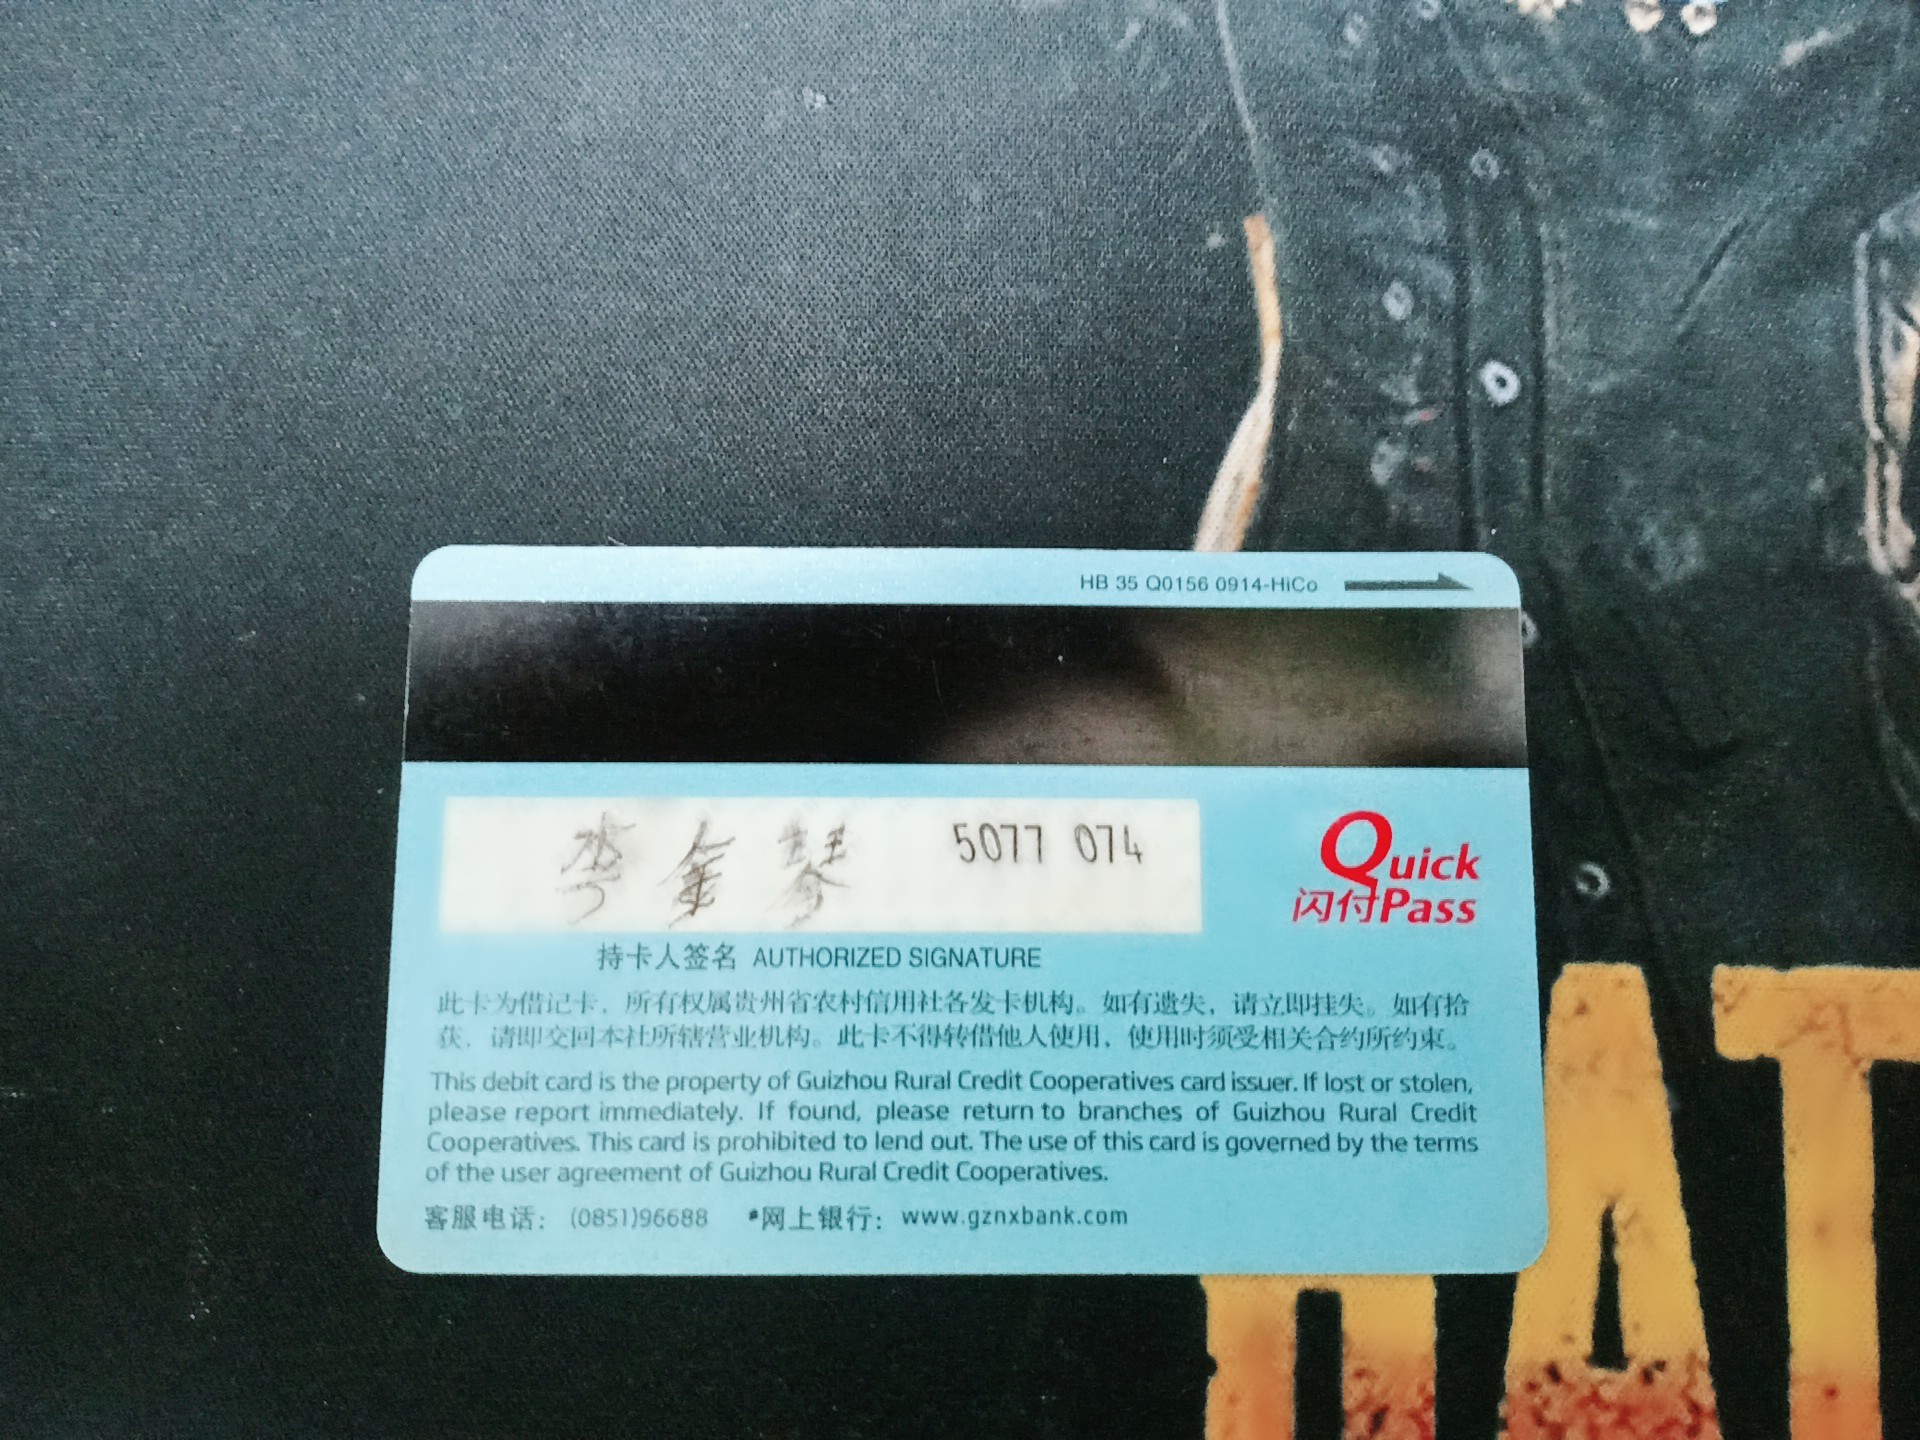 HB 35 Q0156 0914-HiCo
李金琴 5077 074
Quick
闪付Pass
持卡人签名 AUTHORIZED SIGNATURE
此卡为借记卡，所有权属贵州省农村信用社各发卡机构。如有遗失，请立即挂失。如有拾
获，请即交回本社所辖营业机构。此卡不得转借他人使用，使用时须受相关合约所约束。
This debit card is the property of Guizhou Rural Credit Cooperatives card issuer. If lost or stolen,
please report immediately. If found, please return to branches of Guizhou Rural Credit
Cooperatives. This card is prohibited to lend out. The use of this card is governed by the terms
of the user agreement of Guizhou Rural Credit Cooperatives.
客服电话：(0851)96688 •网上银行：www.gznxbank.com